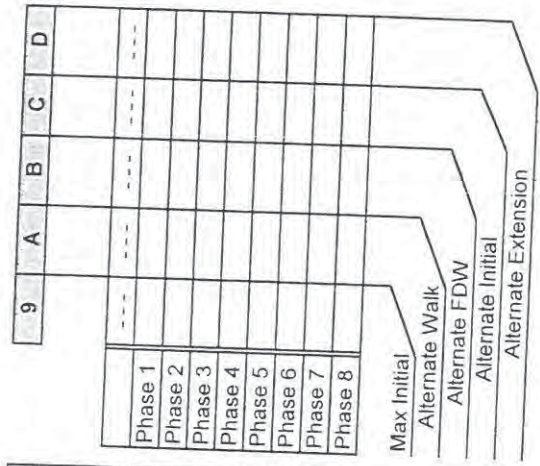 9 A B C D
--- --- --- --- ---
Phase 1
Phase 2
Phase 3
Phase 4
Phase 5
Phase 6
Phase 7
Phase 8
Max Initial
Alternate Walk
Alternate FDW
Alternate Initial
Alternate Extension